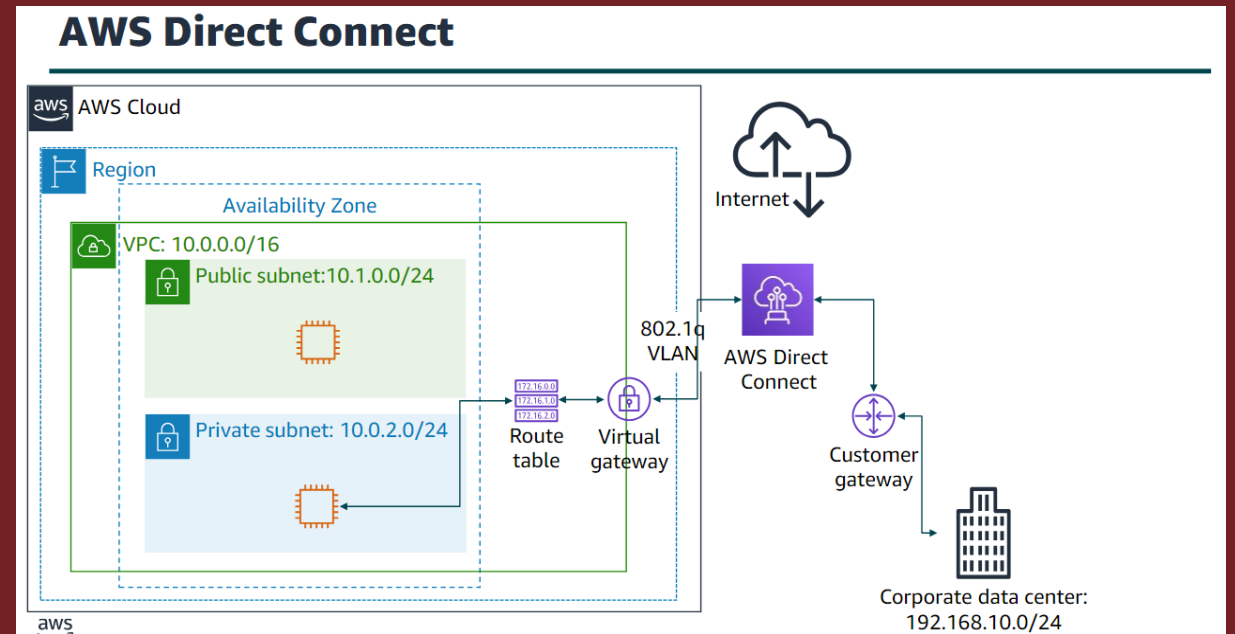 AWS Direct Connect
aws
AWS Cloud
Region
Availability Zone
VPC: 10.0.0.0/16
Public subnet:10.1.0.0/24
Private subnet: 10.0.2.0/24
172.16.0.0
172.16.1.0
172.16.2.0
Route
table
Virtual
gateway
802.1q
VLAN
Internet
AWS Direct
Connect
Customer
gateway
Corporate data center:
192.168.10.0/24
aws